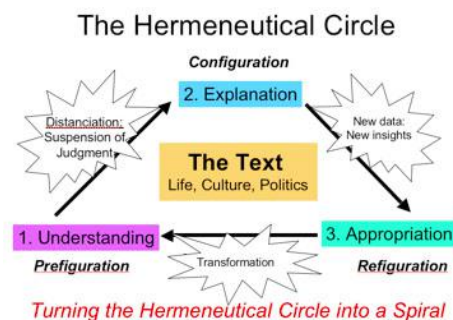 The Hermeneutical Circle
Configuration
2. Explanation
Distanciation:
Suspension of
Judgment
New data:
New insights
The Text
Life, Culture, Politics
1. Understanding
3. Appropriation
Prefiguration
Transformation
Refiguration
Turning the Hermeneutical Circle into a Spiral